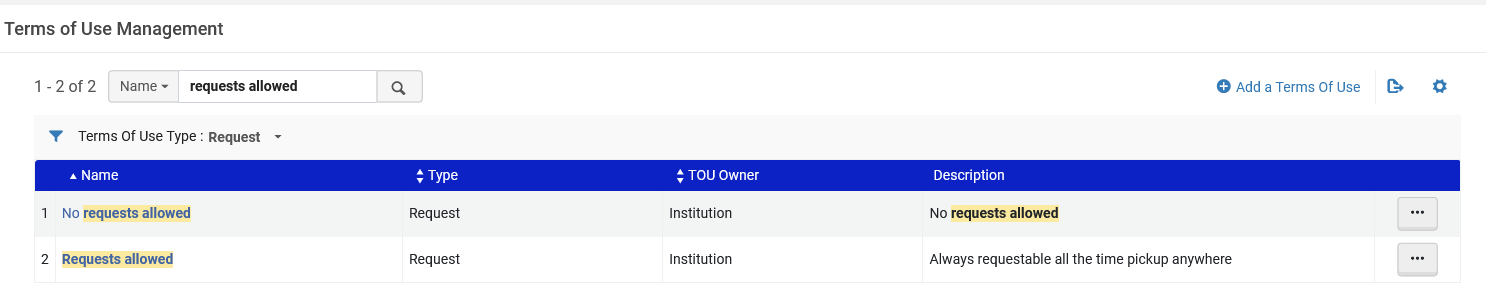 Terms of Use Management
1 - 2 of 2 Name requests allowed Add a Terms Of Use
Terms Of Use Type : Request
Name Type TOU Owner Description
1 No requests allowed Request Institution No requests allowed
2 Requests allowed Request Institution Always requestable all the time pickup anywhere